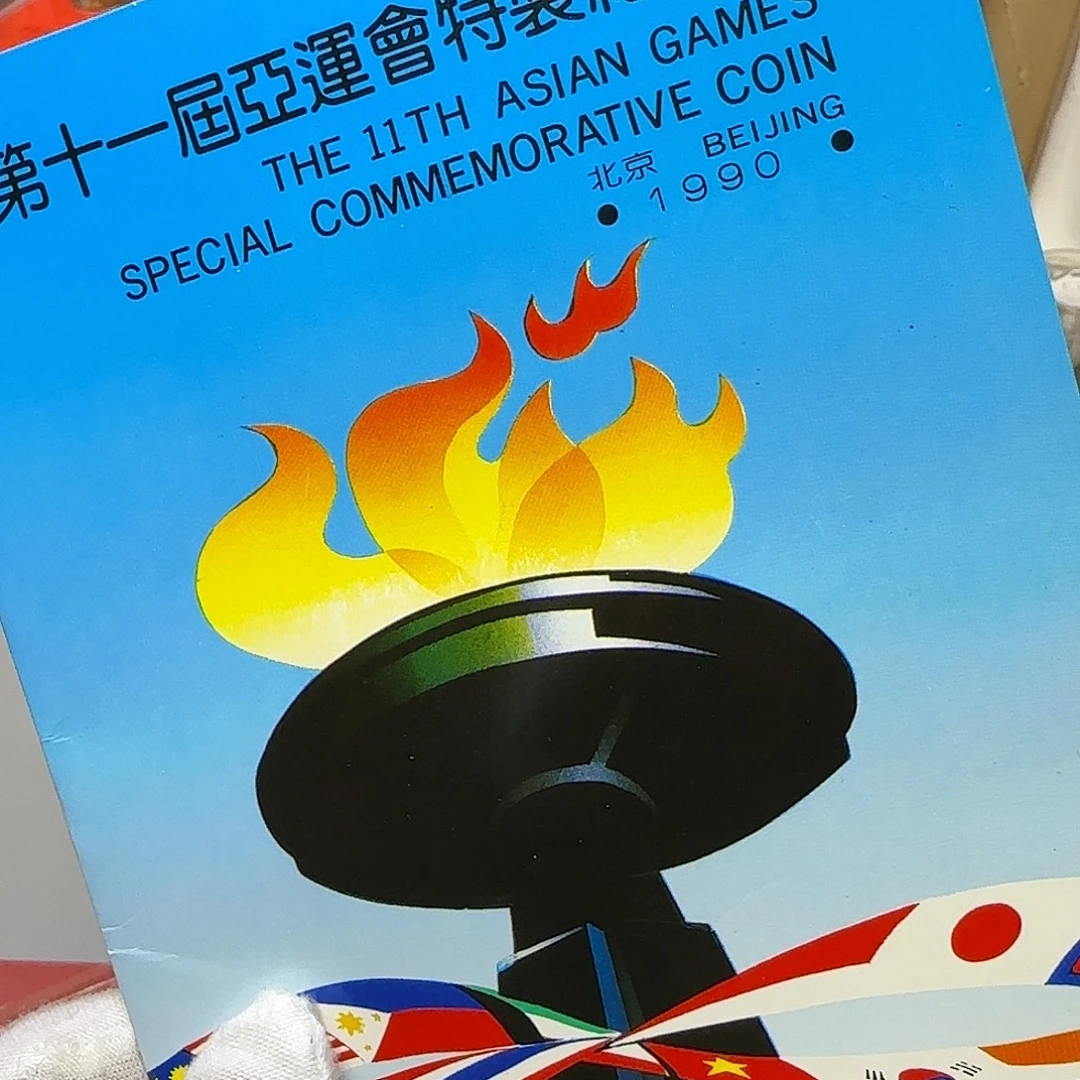 第十一屆亞運會特製
THE 11TH ASIAN GAMES
SPECIAL COMMEMORATIVE COIN
北京 BEIJING
• 1990 •